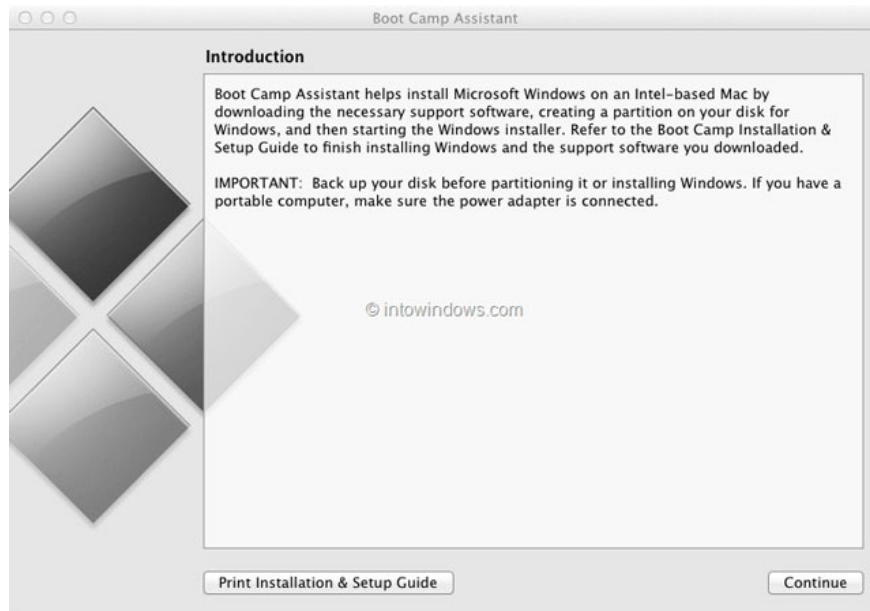 Boot Camp Assistant
Introduction
Boot Camp Assistant helps install Microsoft Windows on an Intel-based Mac by
downloading the necessary support software, creating a partition on your disk for
Windows, and then starting the Windows installer. Refer to the Boot Camp Installation &
Setup Guide to finish installing Windows and the support software you downloaded.
IMPORTANT:  Back up your disk before partitioning it or installing Windows. If you have a
portable computer, make sure the power adapter is connected.
© intowindows.com
Print Installation & Setup Guide
Continue